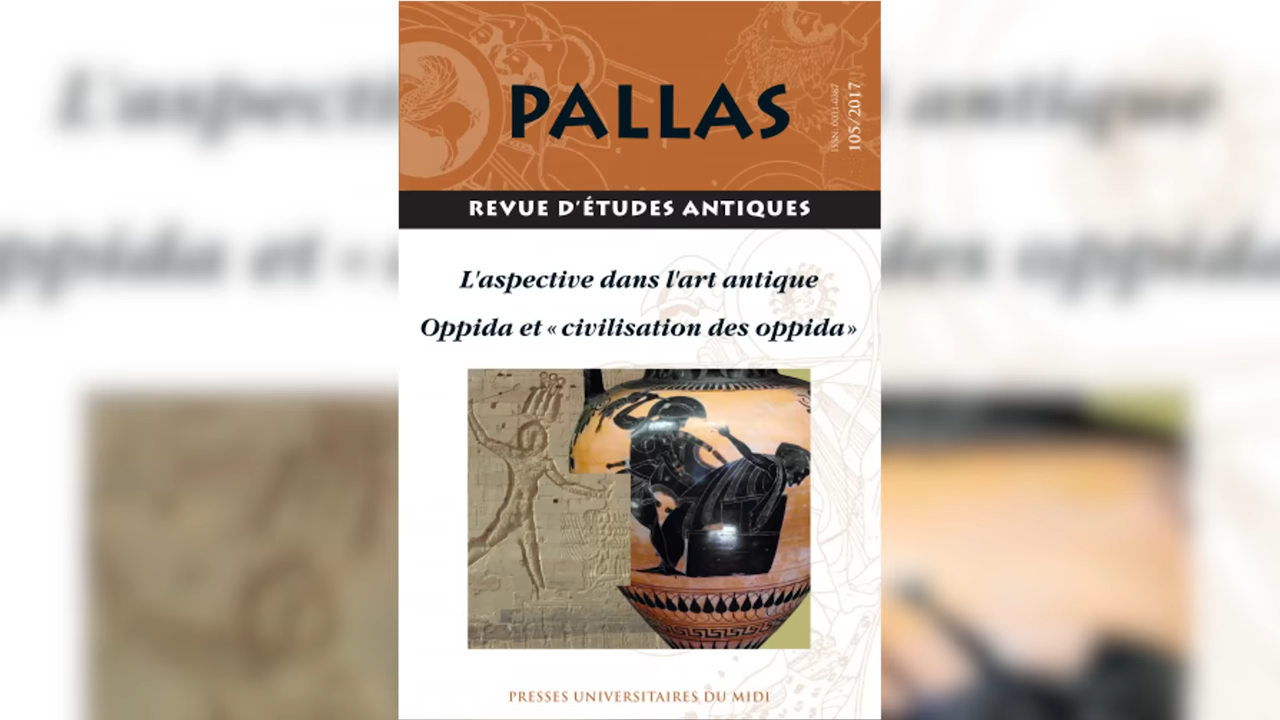 PALLAS
ISSN. 0031-0387
105/2017
REVUE D'ÉTUDES ANTIQUES
L'aspective dans l'art antique
Oppida et « civilisation des oppida »
PRESSES UNIVERSITAIRES DU MIDI